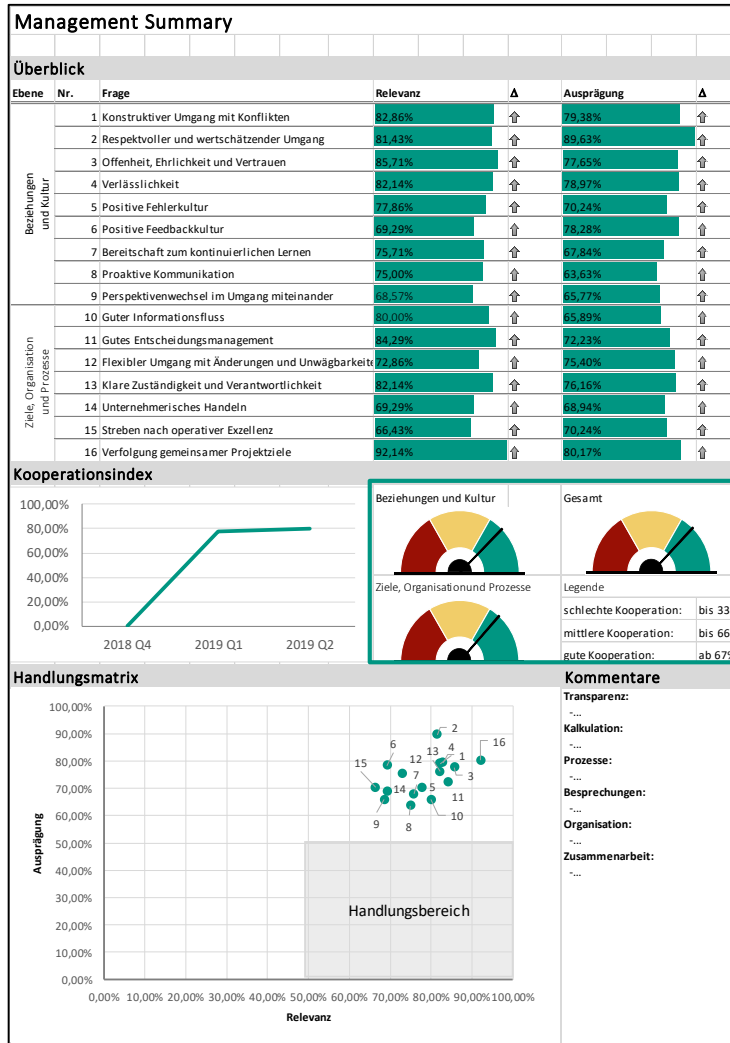 Management Summary
Überblick
Ebene Nr. Frage Relevanz Δ Ausprägung Δ
Beziehungen und Kultur
1 Konstruktiver Umgang mit Konflikten 82,86% 79,38%
2 Respektvoller und wertschätzender Umgang 81,43% 89,63%
3 Offenheit, Ehrlichkeit und Vertrauen 85,71% 77,65%
4 Verlässlichkeit 82,14% 78,97%
5 Positive Fehlerkultur 77,86% 70,24%
6 Positive Feedbackkultur 69,29% 78,28%
7 Bereitschaft zum kontinuierlichen Lernen 75,71% 67,84%
8 Proaktive Kommunikation 75,00% 63,63%
9 Perspektivenwechsel im Umgang miteinander 68,57% 65,77%
Ziele, Organisation und Prozesse
10 Guter Informationsfluss 80,00% 65,89%
11 Gutes Entscheidungsmanagement 84,29% 72,23%
12 Flexibler Umgang mit Änderungen und Unwägbarkeite 72,86% 75,40%
13 Klare Zuständigkeit und Verantwortlichkeit 82,14% 76,16%
14 Unternehmerisches Handeln 69,29% 68,94%
15 Streben nach operativer Exzellenz 66,43% 70,24%
16 Verfolgung gemeinsamer Projektziele 92,14% 80,17%
Kooperationsindex
100,00%
80,00%
60,00%
40,00%
20,00%
0,00%
2018 Q4 2019 Q1 2019 Q2
Beziehungen und Kultur
Gesamt
Ziele, Organisationund Prozesse
Legende
schlechte Kooperation: bis 33
mittlere Kooperation: bis 66
gute Kooperation: ab 67%
Handlungsmatrix
100,00%
90,00%
80,00%
70,00%
60,00%
50,00%
40,00%
30,00%
20,00%
10,00%
0,00%
Ausprägung
2
6 12 13 4 1 16
15 7 3
14 5 11
9 8 10
Handlungsbereich
0,00% 10,00% 20,00% 30,00% 40,00% 50,00% 60,00% 70,00% 80,00% 90,00% 100,00%
Relevanz
Kommentare
Transparenz:
-...
Kalkulation:
-...
Prozesse:
-...
Besprechungen:
-...
Organisation:
-...
Zusammenarbeit:
-...